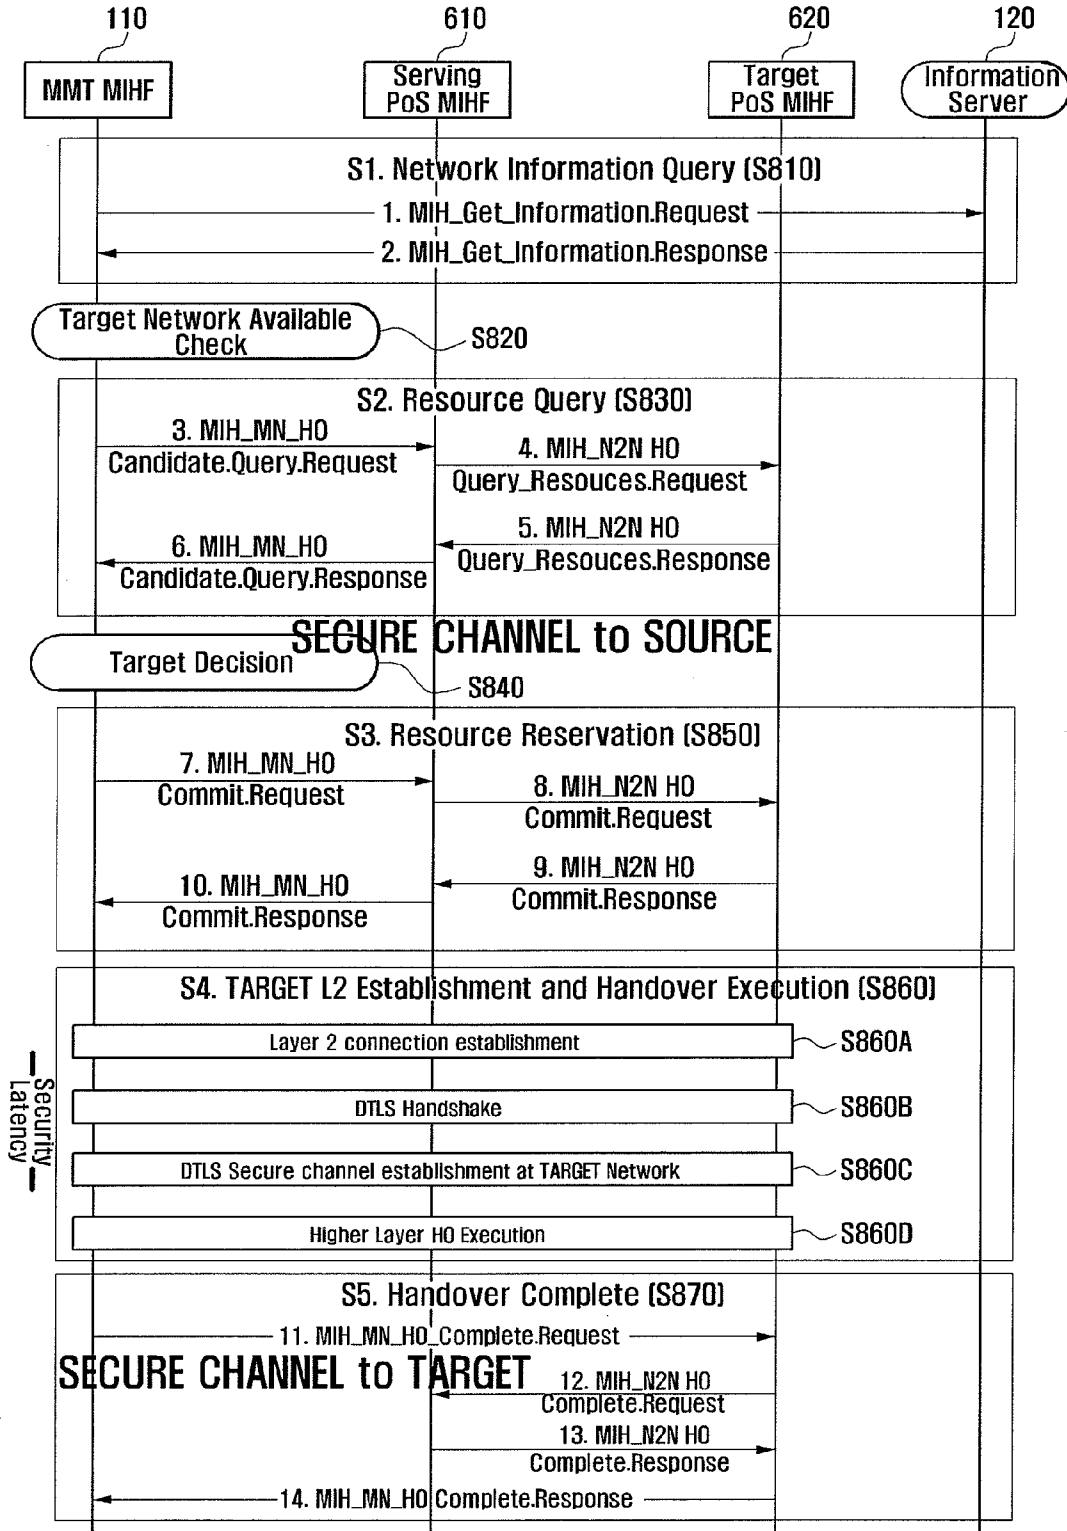 110
610
620
120
MMT MIHF
Serving
PoS MIHF
Target
PoS MIHF
Information
Server
S1. Network Information Query (S810)
1. MIH_Get_Information.Request
2. MIH_Get_Information.Response
Target Network Available
Check
S820
S2. Resource Query (S830)
3. MIH_MN_HO
Candidate.Query.Request
4. MIH_N2N HO
Query_Resouces.Request
5. MIH_N2N HO
Query_Resouces.Response
6. MIH_MN_HO
Candidate.Query.Response
SECURE CHANNEL to SOURCE
Target Decision
S840
S3. Resource Reservation (S850)
7. MIH_MN_HO
Commit.Request
8. MIH_N2N HO
Commit.Request
9. MIH_N2N HO
Commit.Response
10. MIH_MN_HO
Commit.Response
S4. TARGET L2 Establishment and Handover Execution (S860)
Layer 2 connection establishment
S860A
Security
Latency
DTLS Handshake
S860B
DTLS Secure channel establishment at TARGET Network
S860C
Higher Layer HO Execution
S860D
S5. Handover Complete (S870)
11. MIH_MN_HO_Complete.Request
SECURE CHANNEL to TARGET
12. MIH_N2N HO
Complete.Request
13. MIH_N2N HO
Complete.Response
14. MIH_MN_HO Complete.Response